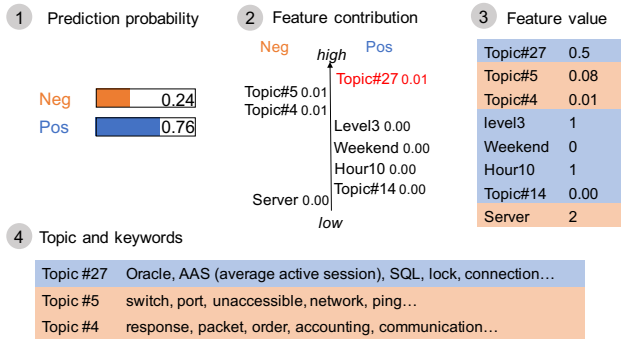 1 Prediction probability
Neg 0.24
Pos 0.76
2 Feature contribution
Neg high Pos
Topic#27 0.01
Topic#5 0.01
Topic#4 0.01
Level3 0.00
Weekend 0.00
Hour10 0.00
Topic#14 0.00
Server 0.00
low
3 Feature value
Topic#27 0.5
Topic#5 0.08
Topic#4 0.01
level3 1
Weekend 0
Hour10 1
Topic#14 0.00
Server 2
4 Topic and keywords
Topic #27 Oracle, AAS (average active session), SQL, lock, connection…
Topic #5 switch, port, unaccessible, network, ping…
Topic #4 response, packet, order, accounting, communication…